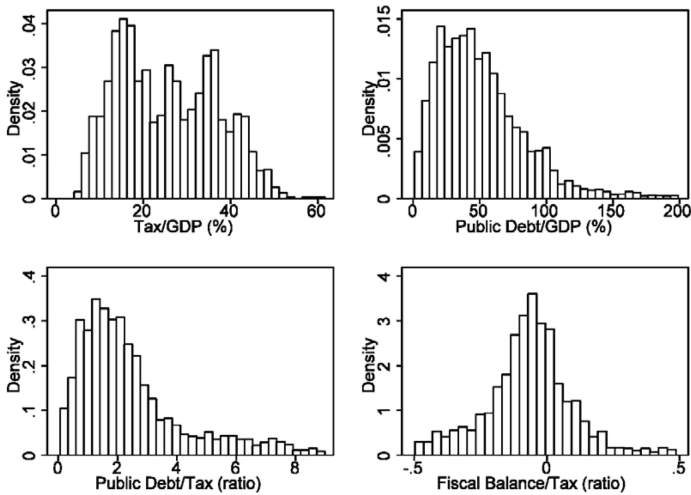 Density
.04
.03
.02
.01
0
0 20 40 60
Tax/GDP (%)
Density
.015
.01
.005
0
0 50 100 150 200
Public Debt/GDP (%)
Density
.4
.3
.2
.1
0
0 2 4 6 8
Public Debt/Tax (ratio)
Density
4
3
2
1
0
-.5 0 .5
Fiscal Balance/Tax (ratio)